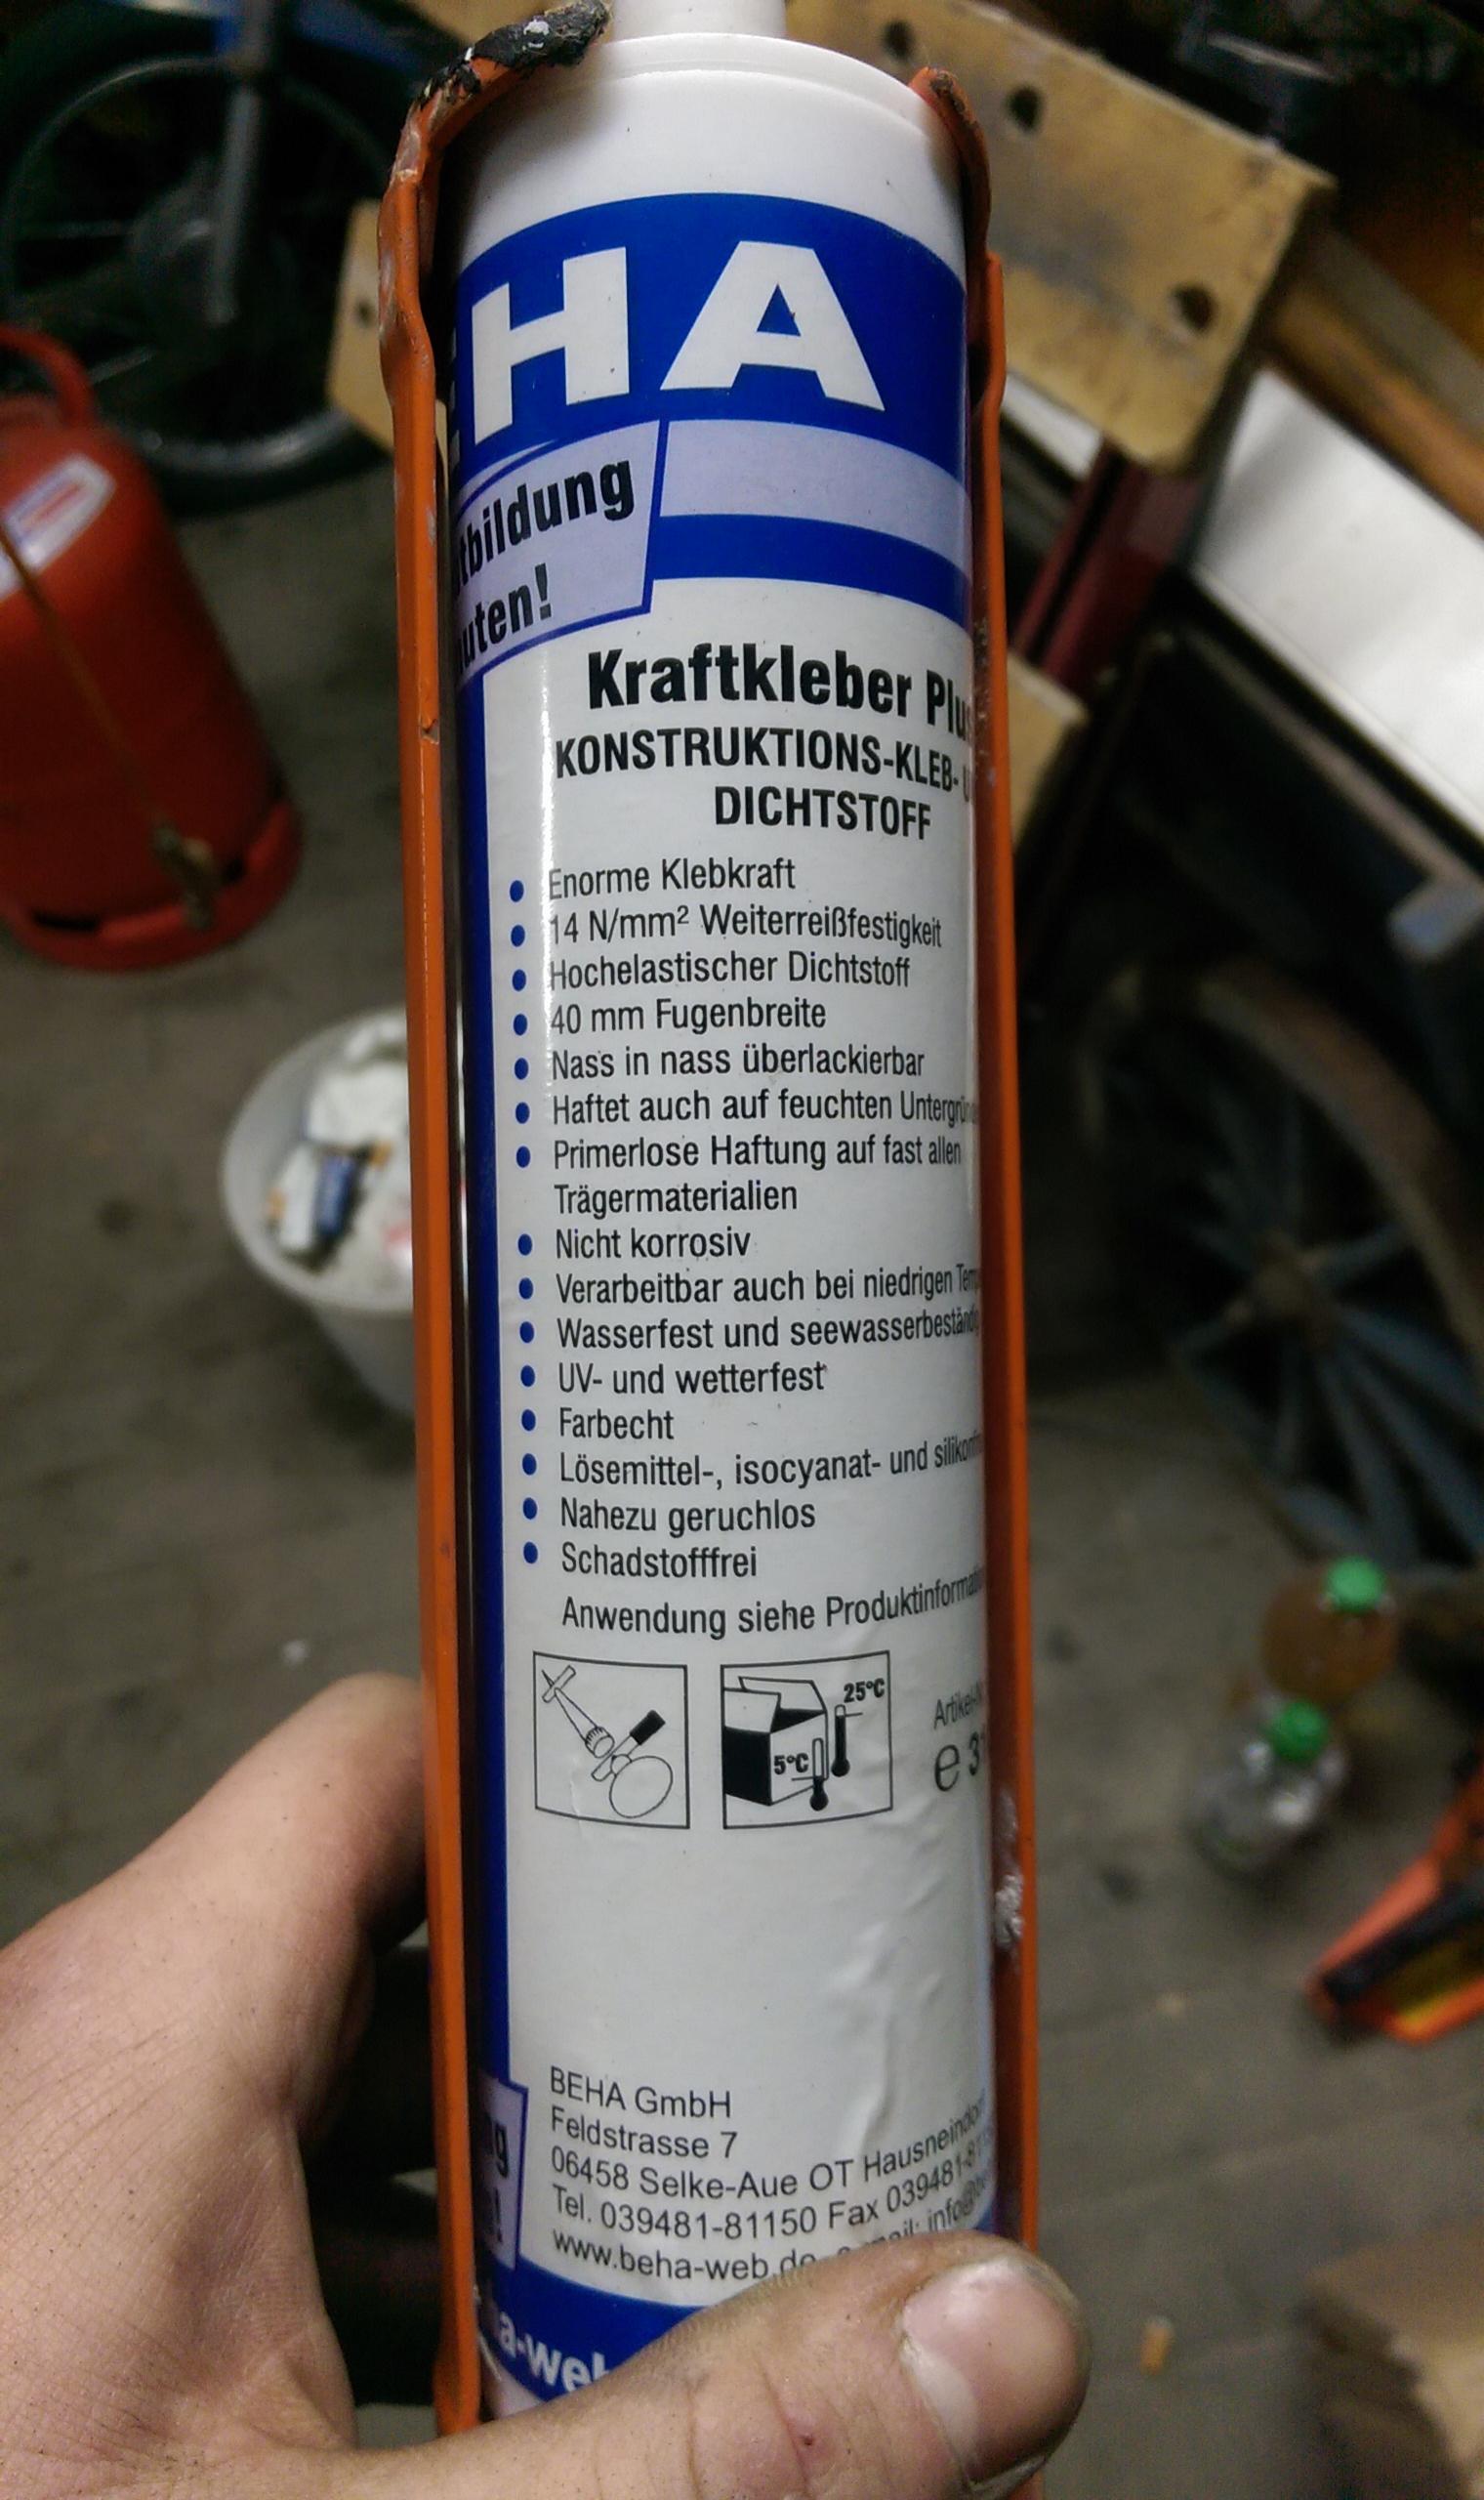 HA
Kraftkleber
KONSTRUKTIONS-KLEB-
DICHTSTOFF
• Enorme Klebkraft
• 14 N/mm² Weiterreißfestigkeit
• Hochelastischer Dichtstoff
• 40 mm Fugenbreite
• Nass in nass überlackierbar
• Haftet auch auf feuchten
• Primerlose Haftung auf fast allen
Trägermaterialien
• Nicht korrosiv
• Verarbeitbar auch bei niedrigen
• Wasserfest und
• UV- und wetterfest
• Farbecht
• Lösemittel-, isocyanat- und
• Nahezu geruchlos
• Schadstofffrei
Anwendung siehe
25°C
5°C
e
BEHA GmbH
Feldstrasse 7
06458 Selke-Aue OT Hausneindorf
Tel. 039481-81150 Fax
www.beha-web.de